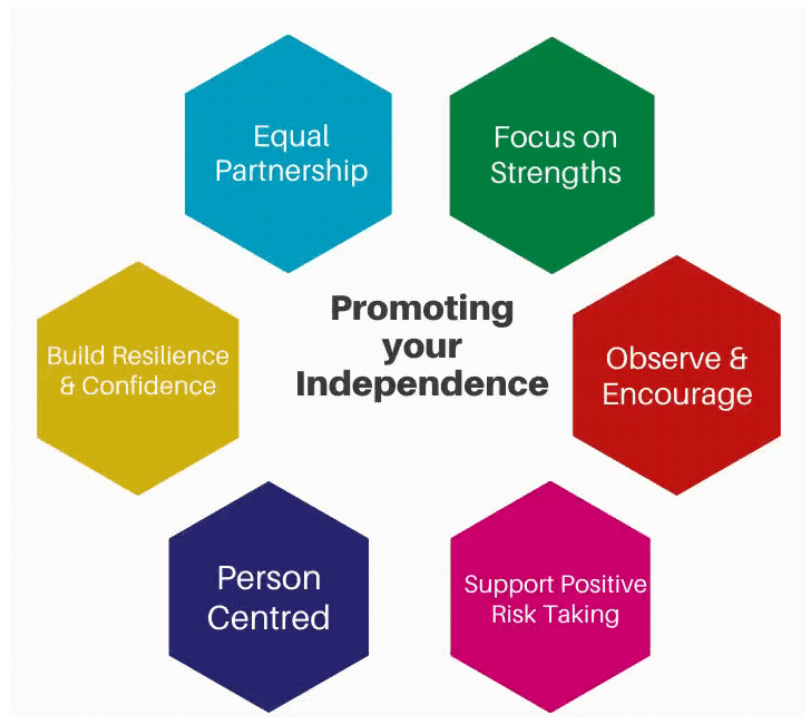 Equal
Partnership
Focus on
Strengths
Promoting
your
Independence
Build Resilience
& Confidence
Observe &
Encourage
Person
Centred
Support Positive
Risk Taking